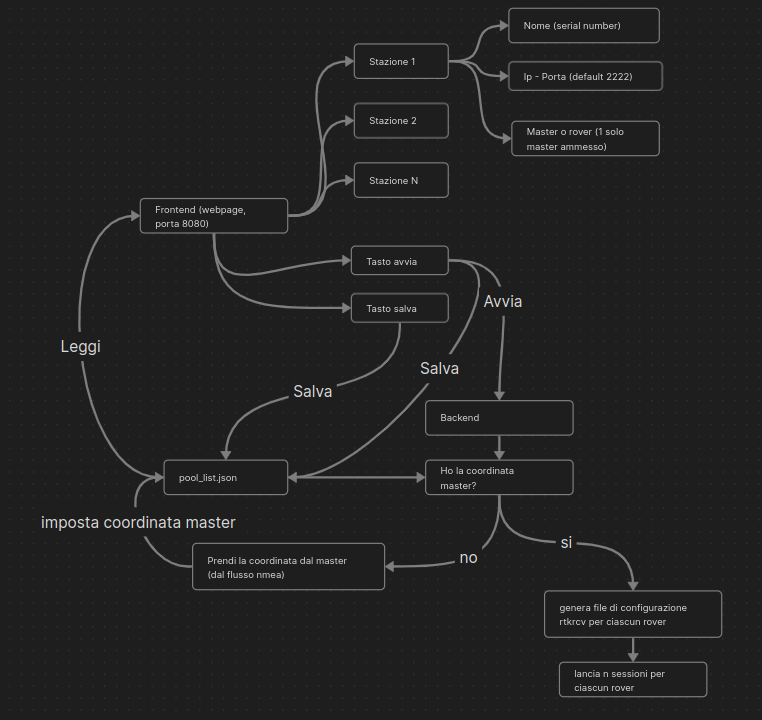 Nome (serial number)
Stazione 1
Ip - Porta (default 2222)
Stazione 2
Master o rover (1 solo
master ammesso)
Stazione N
Frontend (webpage,
porta 8080)
Tasto avvia
Tasto salva
Avvia
Leggi
Salva
Salva
Backend
pool_list.json
Ho la coordinata
master?
imposta coordinata master
Prendi la coordinata dal master
(dal flusso nmea)
no
si
genera file di configurazione
rtkrcv per ciascun rover
lancia n sessioni per
ciascun rover